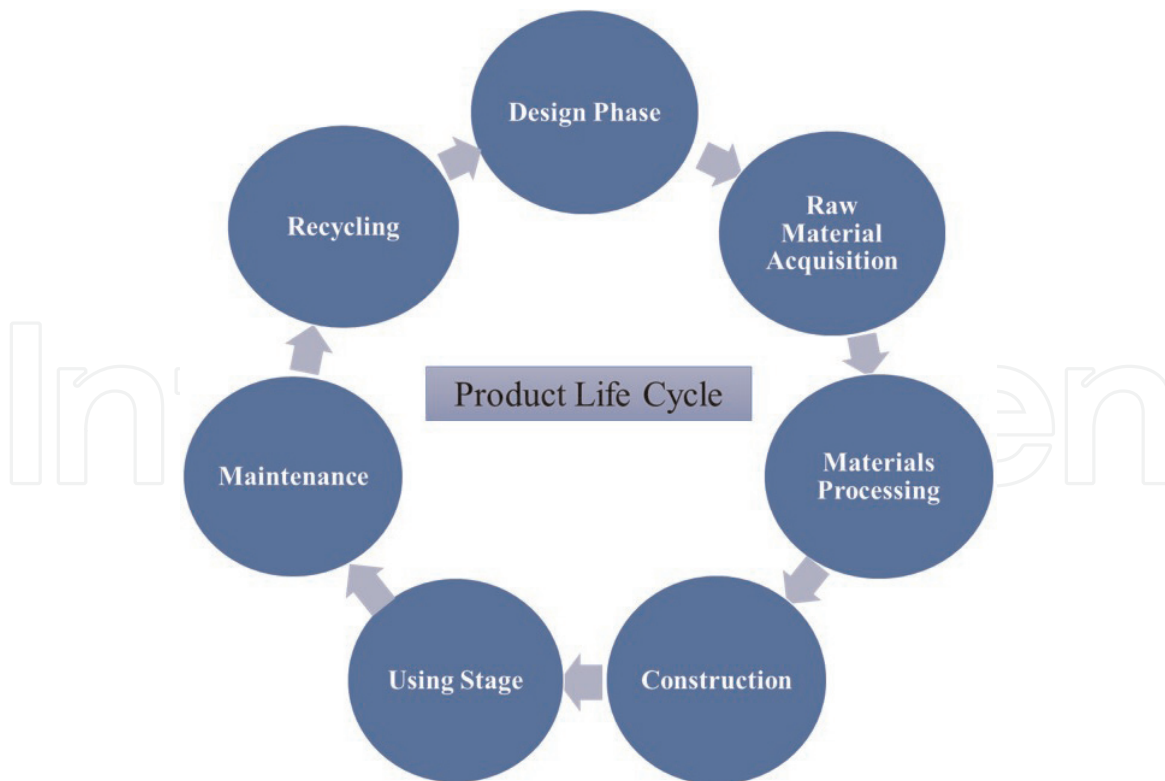 Design Phase
Raw
Material
Acquisition
Materials
Processing
Construction
Using Stage
Maintenance
Recycling
Product Life Cycle